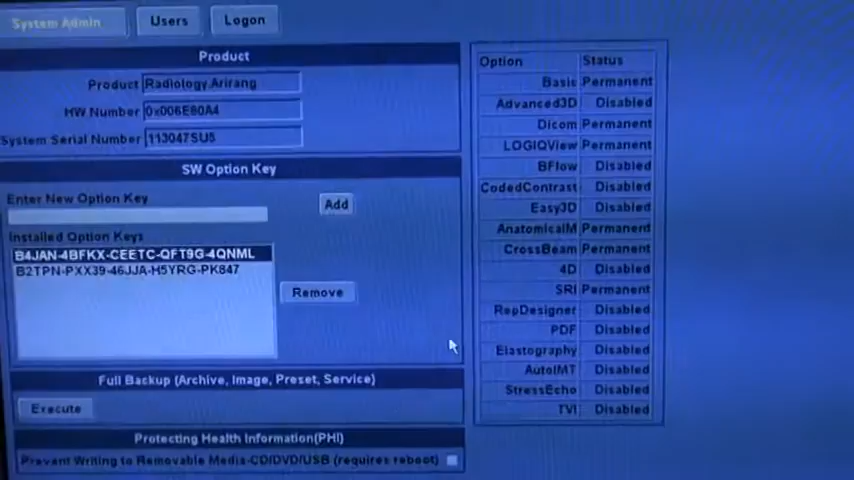 System Admin
Users
Logon
Product
Product Radiology.Arirang
HW Number 0x006E80A4
System Serial Number 113047SU5
SW Option Key
Enter New Option Key
Add
Installed Option Keys
B4JAN-4BFKX-CEETC-QFT9G-4QNML
B2TPN-PXX39-46JJA-H5YRG-PK847
Remove
Full Backup (Archive, Image, Preset, Service)
Execute
Protecting Health Information(PHI)
Prevent Writing to Removable Media-CD/DVD/USB (requires reboot)
Option Status
Basic Permanent
Advanced3D Disabled
Dicom Permanent
LOGIQView Permanent
BFlow Disabled
CodedContrast Disabled
Easy3D Disabled
AnatomicalM Permanent
CrossBeam Permanent
4D Disabled
SRI Permanent
RepDesigner Disabled
PDF Disabled
Elastography Disabled
AutoIMT Disabled
StressEcho Disabled
TVI Disabled